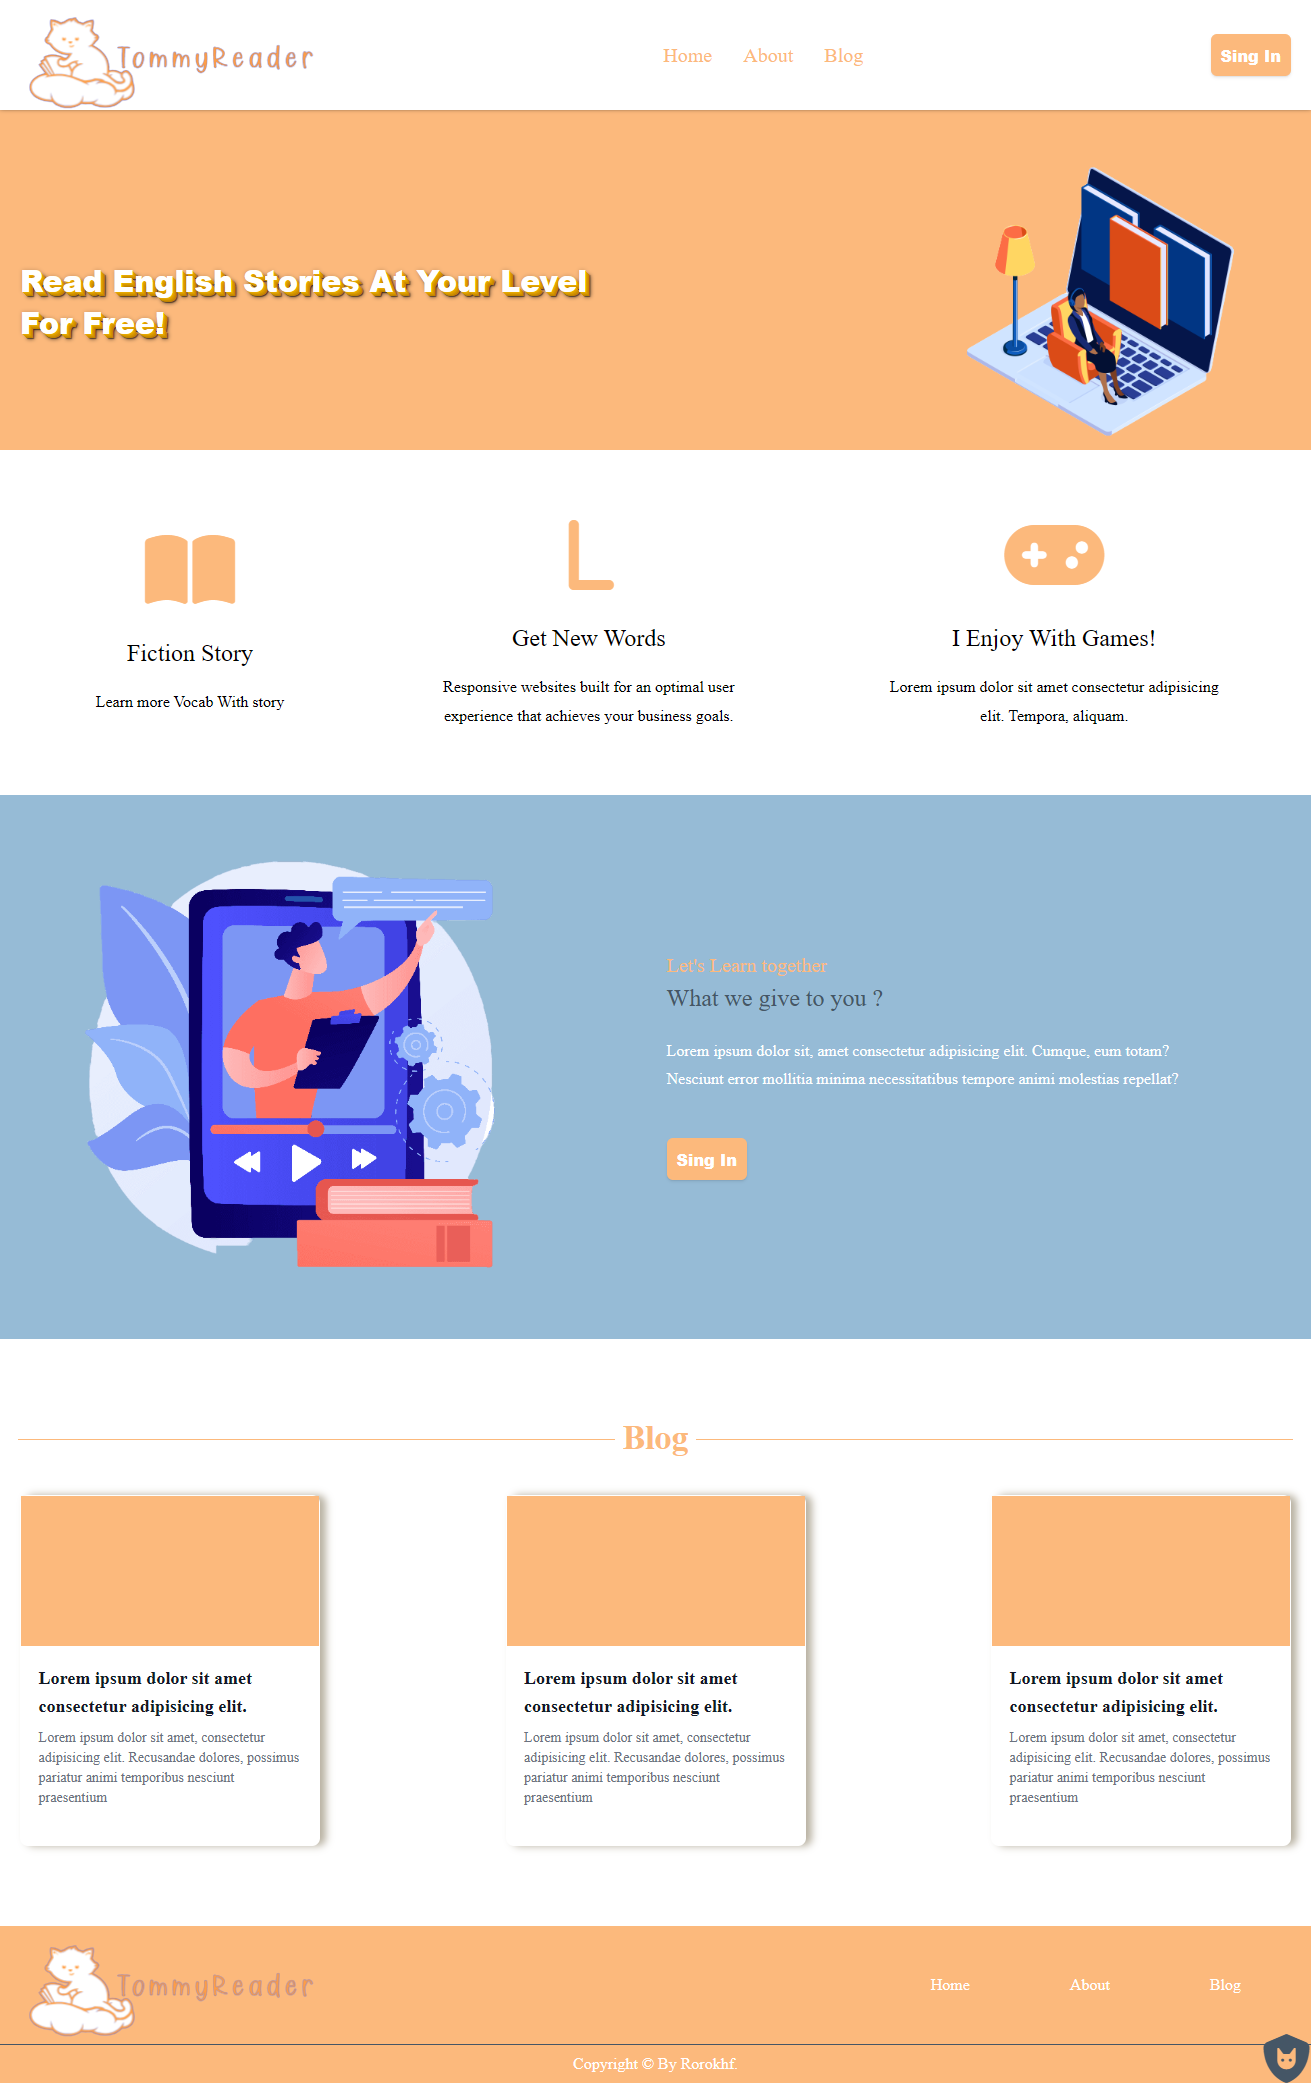 TommyReader
Home
About
Blog
Sing In
Read English Stories At Your Level
For Free!
Fiction Story
Learn more Vocab With story
Get New Words
Responsive websites built for an optimal user
experience that achieves your business goals.
I Enjoy With Games!
Lorem ipsum dolor sit amet consectetur adipisicing
elit. Tempora, aliquam.
Let's Learn together
What we give to you ?
Lorem ipsum dolor sit, amet consectetur adipisicing elit. Cumque, eum totam?
Nesciunt error mollitia minima necessitatibus tempore animi molestias repellat?
Sing In
Blog
Lorem ipsum dolor sit amet
consectetur adipisicing elit.
Lorem ipsum dolor sit amet, consectetur
adipisicing elit. Recusandae dolores, possimus
pariatur animi temporibus nesciunt
praesentium
Lorem ipsum dolor sit amet
consectetur adipisicing elit.
Lorem ipsum dolor sit amet, consectetur
adipisicing elit. Recusandae dolores, possimus
pariatur animi temporibus nesciunt
praesentium
Lorem ipsum dolor sit amet
consectetur adipisicing elit.
Lorem ipsum dolor sit amet, consectetur
adipisicing elit. Recusandae dolores, possimus
pariatur animi temporibus nesciunt
praesentium
TommyReader
Home
About
Blog
Copyright © By Rorokhf.